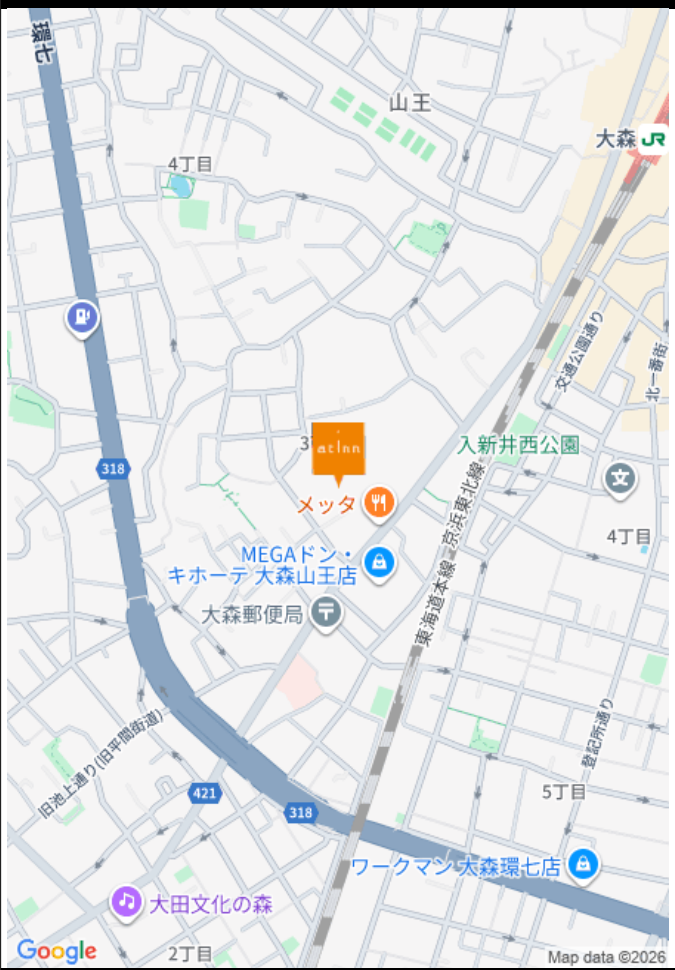 環七
山王
大森 JR
4丁目
交通公園通り
北一番街
atinn
入新井西公園
318
メッタ
東海道本線 京浜東北線
文
4丁目
MEGAドン・
キホーテ 大森山王店
大森郵便局
旧池上通り(旧平間街道)
登記所通り
421
318
5丁目
ワークマン 大森環七店
大田文化の森
2丁目
Google
Map data ©2026